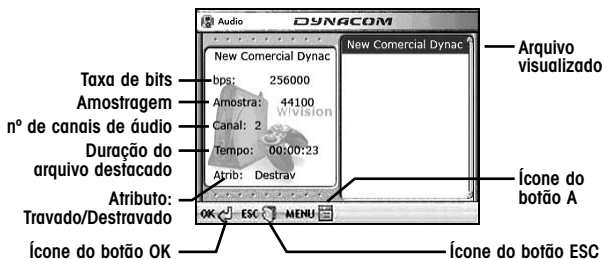 Audio DYNACOM
New Comercial Dynac
New Comercial Dynac
Arquivo
visualizado
Taxa de bits
bps: 256000
Amostragem
Amostra: 44100
W!vision
nº de canais de áudio
Canal: 2
Duração do
arquivo destacado
Tempo: 00:00:23
Atributo:
Travado/Destravado
Atrib: Destrav
Ícone do
botão A
OK ESC MENU
Ícone do botão OK
Ícone do botão ESC